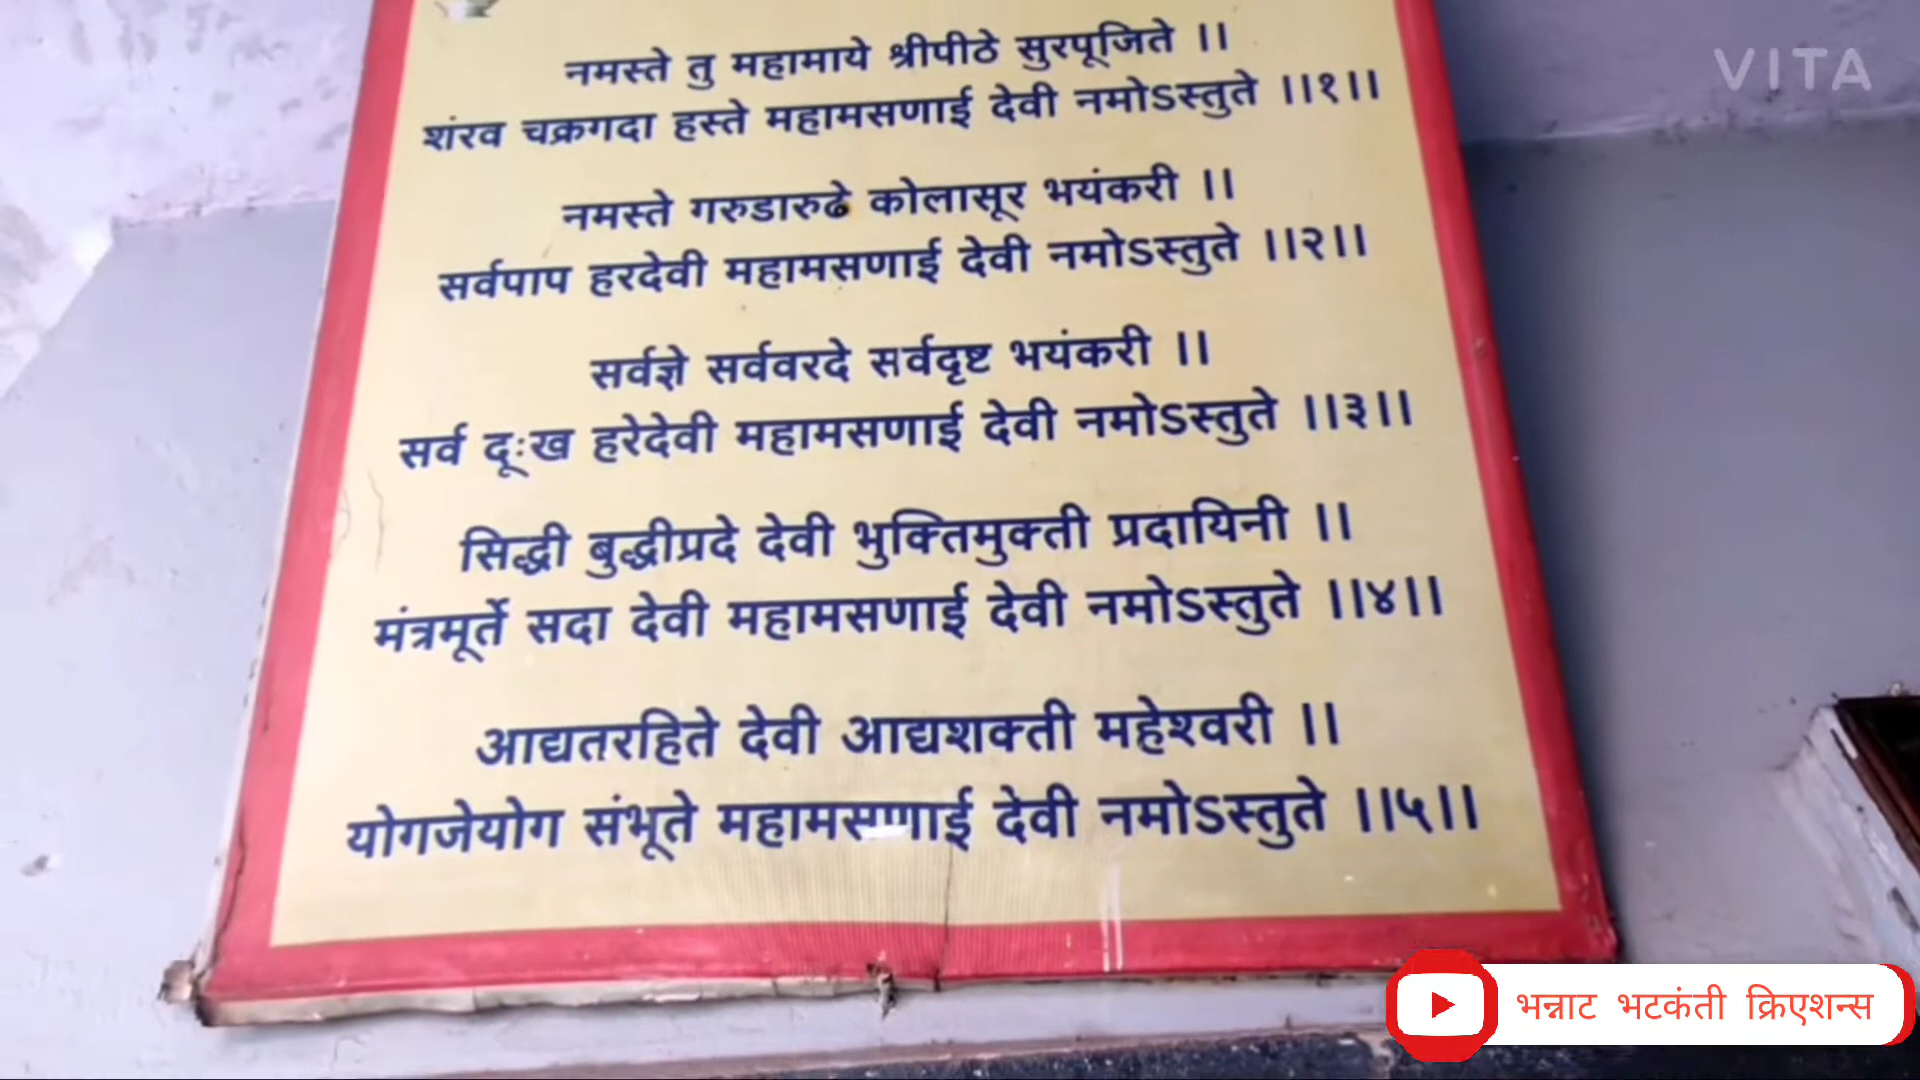 नमस्ते तु महामाये श्रीपीठे सुरपूजिते ।।
VITA
शंरव चक्रगदा हस्ते महामसणाई देवी नमोऽस्तुते ।।१।।
नमस्ते गरुडारुढे कोलासूर भयंकरी ।।
सर्वपाप हरदेवी महामसणाई देवी नमोऽस्तुते ।।२।।
सर्वज्ञे सर्ववरदे सर्वदृष्ट भयंकरी ।।
सर्व दूःख हरेदेवी महामसणाई देवी नमोऽस्तुते ।।३।।
सिद्धी बुद्धीप्रदे देवी भुक्तिमुक्ती प्रदायिनी ।।
मंत्रमूर्ते सदा देवी महामसणाई देवी नमोऽस्तुते ।।४।।
आद्यतरहिते देवी आद्यशक्ती महेश्वरी ।।
योगजेयोग संभूते महामसणाई देवी नमोऽस्तुते ।।५।।
भन्नाट भटकंती क्रिएशन्स